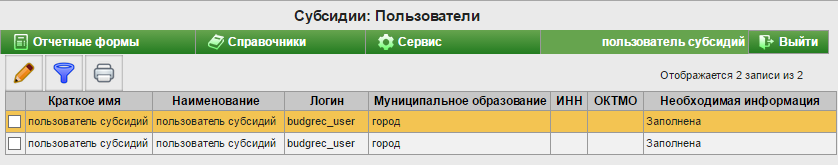 Субсидии: Пользователи
Отчетные формы Справочники Сервис пользователь субсидий Выйти
Отображается 2 записи из 2
Краткое имя Наименование Логин Муниципальное образование ИНН ОКТМО Необходимая информация
пользователь субсидий пользователь субсидий budgrec_user город Заполнена
пользователь субсидий пользователь субсидий budgrec_user город Заполнена